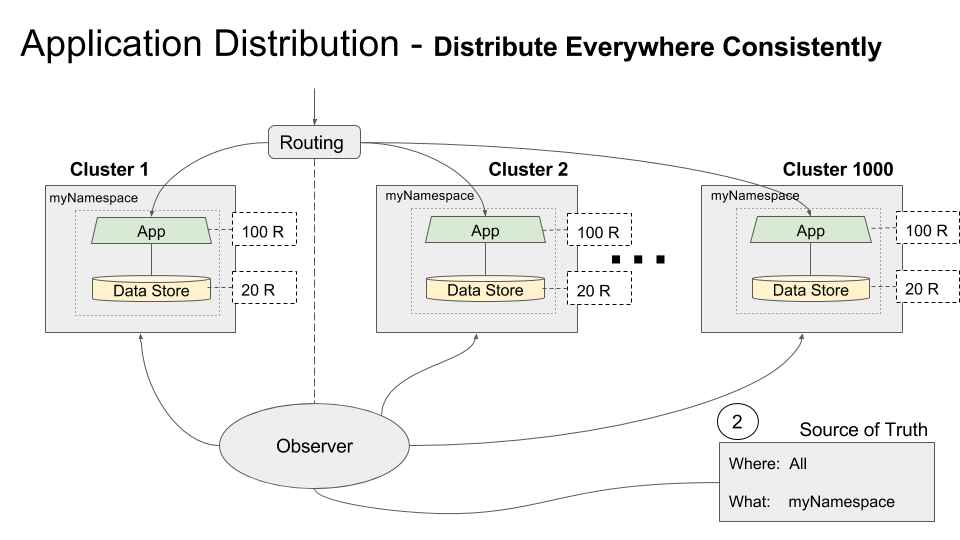 Application Distribution - Distribute Everywhere Consistently
Routing
Cluster 1
Cluster 2
Cluster 1000
myNamespace
App
100 R
Data Store
20 R
myNamespace
App
100 R
Data Store
20 R
myNamespace
App
100 R
Data Store
20 R
Observer
2
Source of Truth
Where: All
What: myNamespace